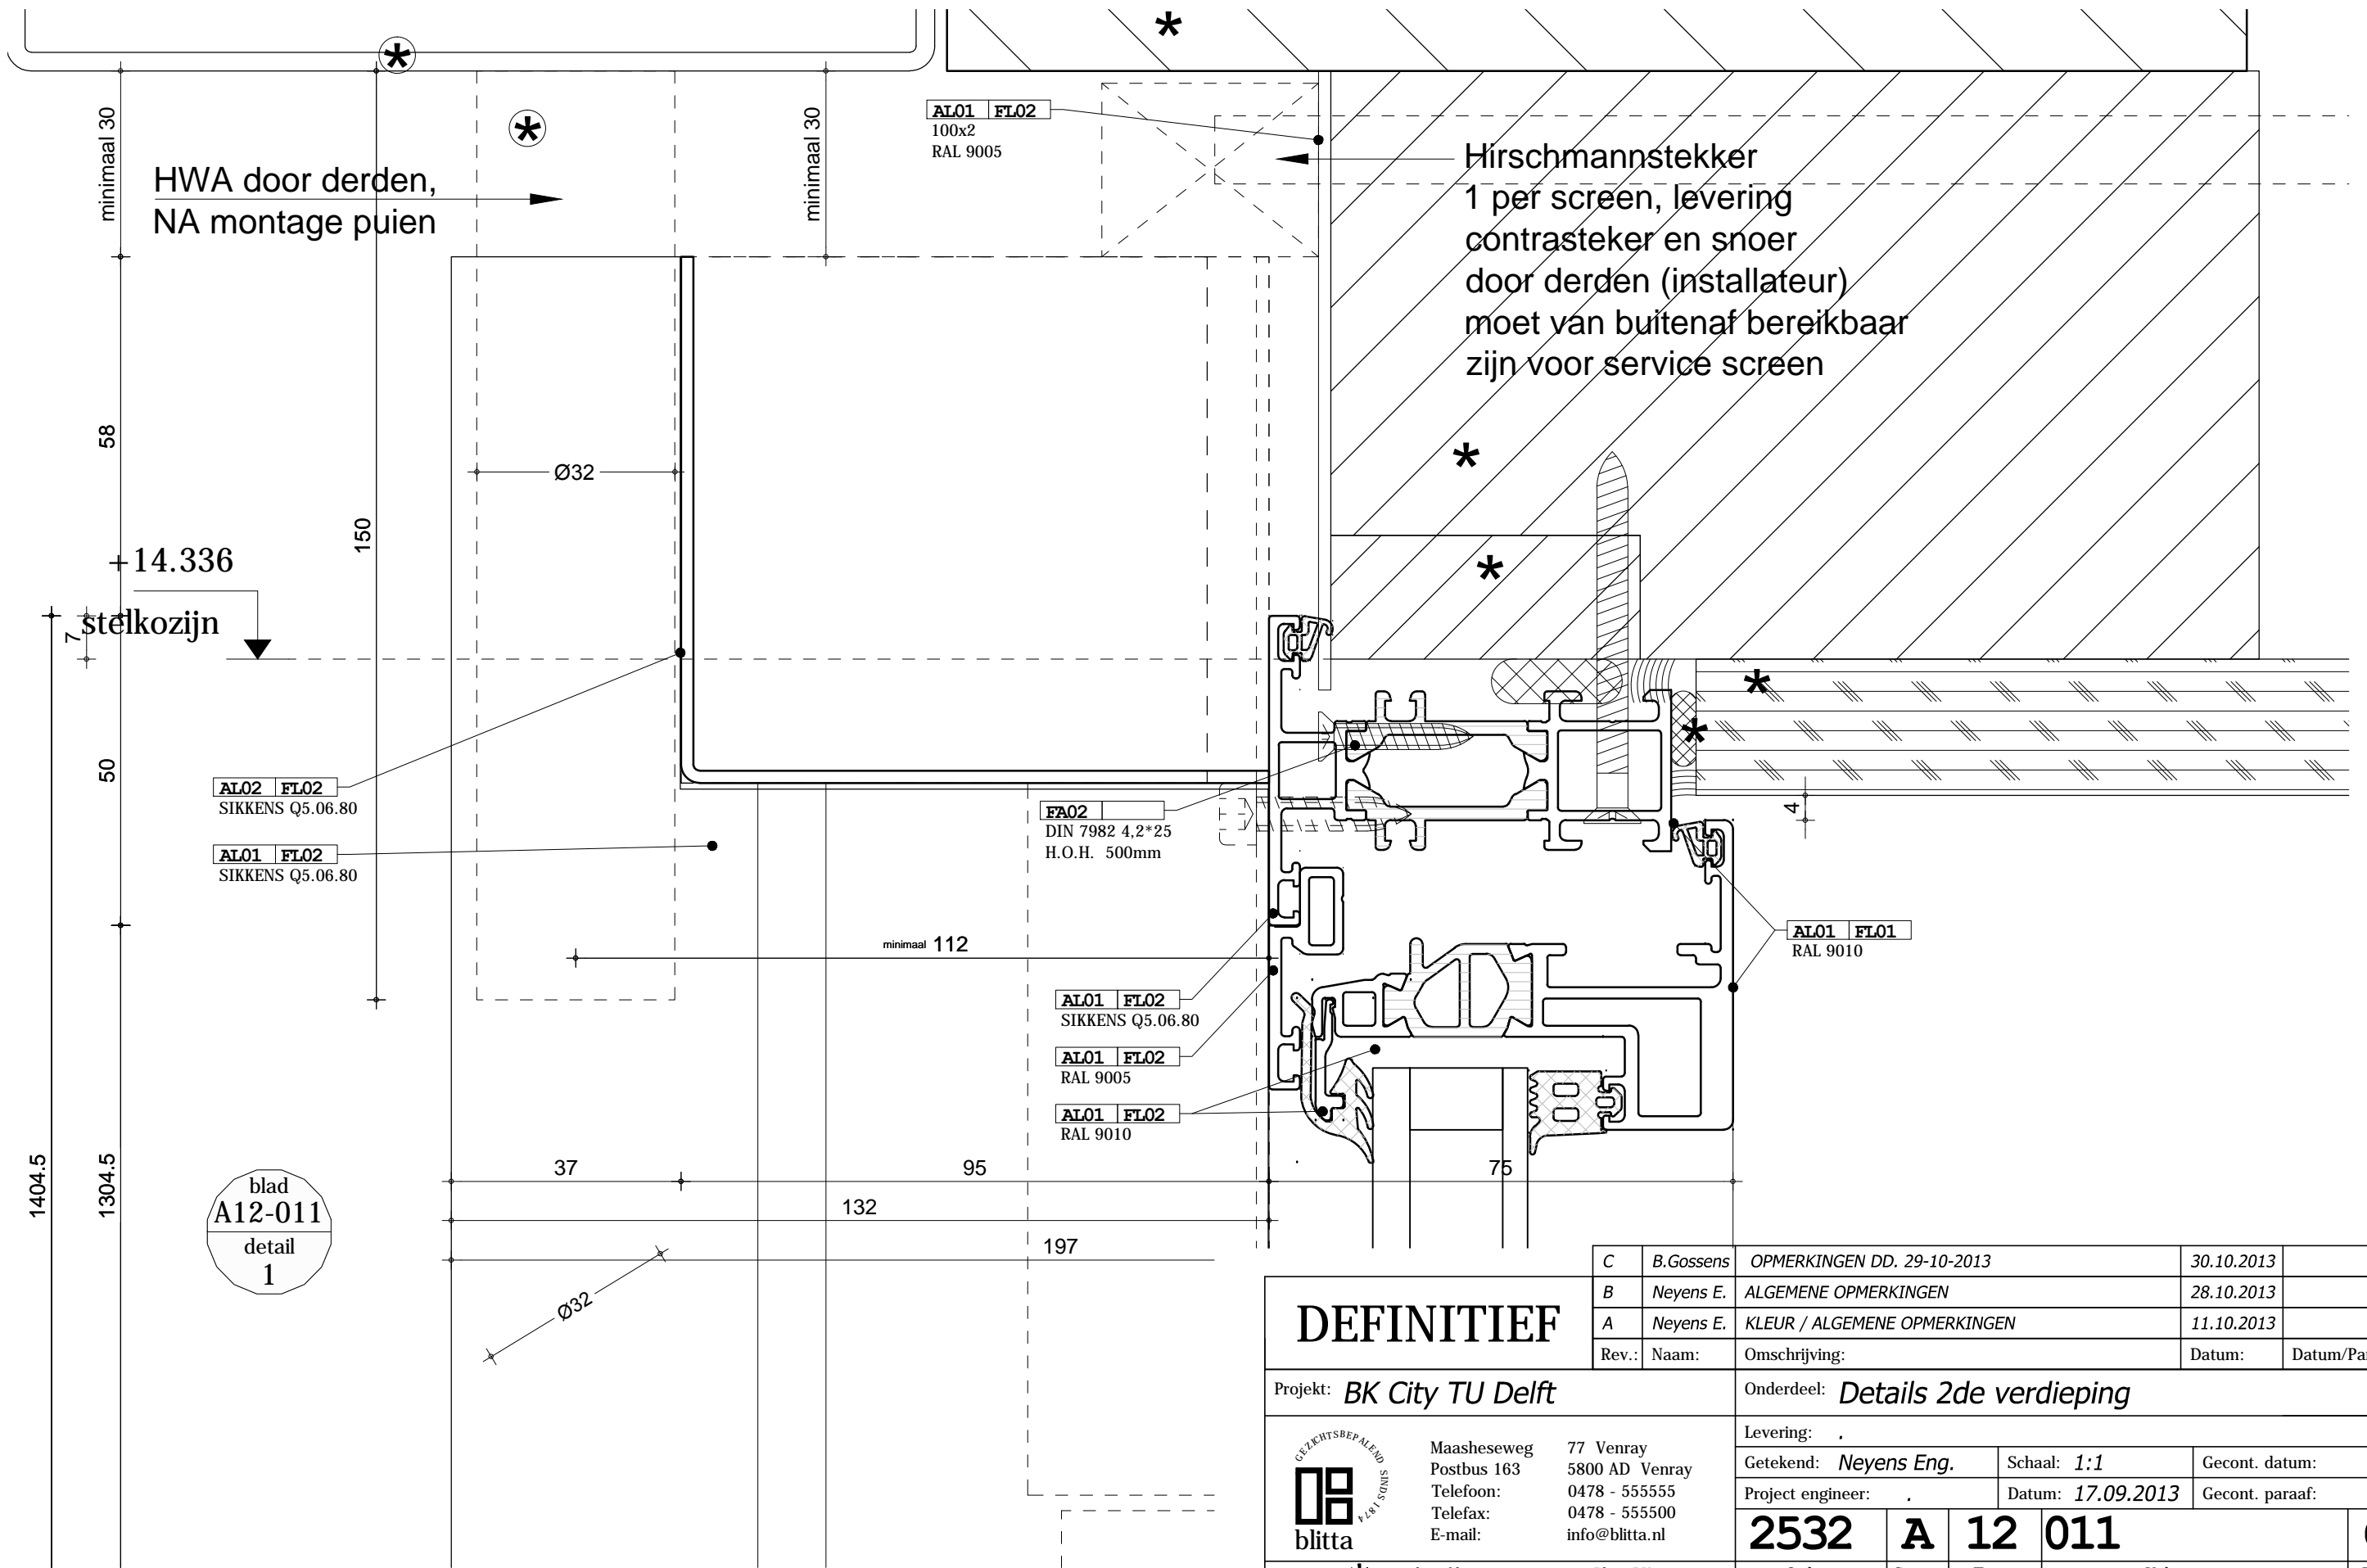 *
*
minimaal 30
*
HWA door derden,
NA montage puien
minimaal 30
AL01 FL02
100x2
RAL 9005
Hirschmannstekker
1 per screen, levering
contrasteker en snoer
door derden (installateur)
moet van buitenaf bereikbaar
zijn voor service screen
58
Ø32
150
*
*
+14.336
stelkozijn
7
*
*
50
AL02 FL02
SIKKENS Q5.06.80
AL01 FL02
SIKKENS Q5.06.80
FA02
DIN 7982 4,2*25
H.O.H. 500mm
4
minimaal 112
AL01 FL01
RAL 9010
AL01 FL02
SIKKENS Q5.06.80
AL01 FL02
RAL 9005
AL01 FL02
RAL 9010
1404.5
1304.5
37
95
75
132
197
Ø32
blad
A12-011
detail
1
DEFINITIEF
C B.Gossens OPMERKINGEN DD. 29-10-2013 30.10.2013
B Neyens E. ALGEMENE OPMERKINGEN 28.10.2013
A Neyens E. KLEUR / ALGEMENE OPMERKINGEN 11.10.2013
Rev.: Naam: Omschrijving: Datum:
Projekt: BK City TU Delft
Onderdeel: Details 2de verdieping
GEZICHTSBEPALEND SINDS 1874
blitta
Maasheseweg 77 Venray
Postbus 163 5800 AD Venray
Telefoon: 0478 - 555555
Telefax: 0478 - 555500
E-mail: info@blitta.nl
Levering: .
Getekend: Neyens Eng. Schaal: 1:1 Gecont. datum:
Project engineer: . Datum: 17.09.2013 Gecont. paraaf:
2532 A 12 011